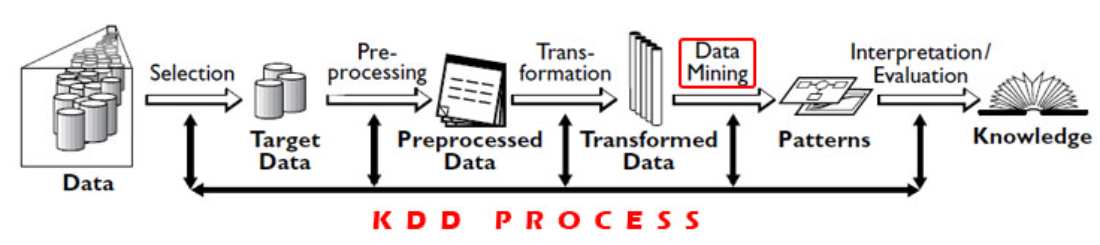 Selection
Pre-
processing
Trans-
formation
Data
Mining
Interpretation/
Evaluation
Data
Target
Data
Preprocessed
Data
Transformed
Data
Patterns
Knowledge
KDD PROCESS